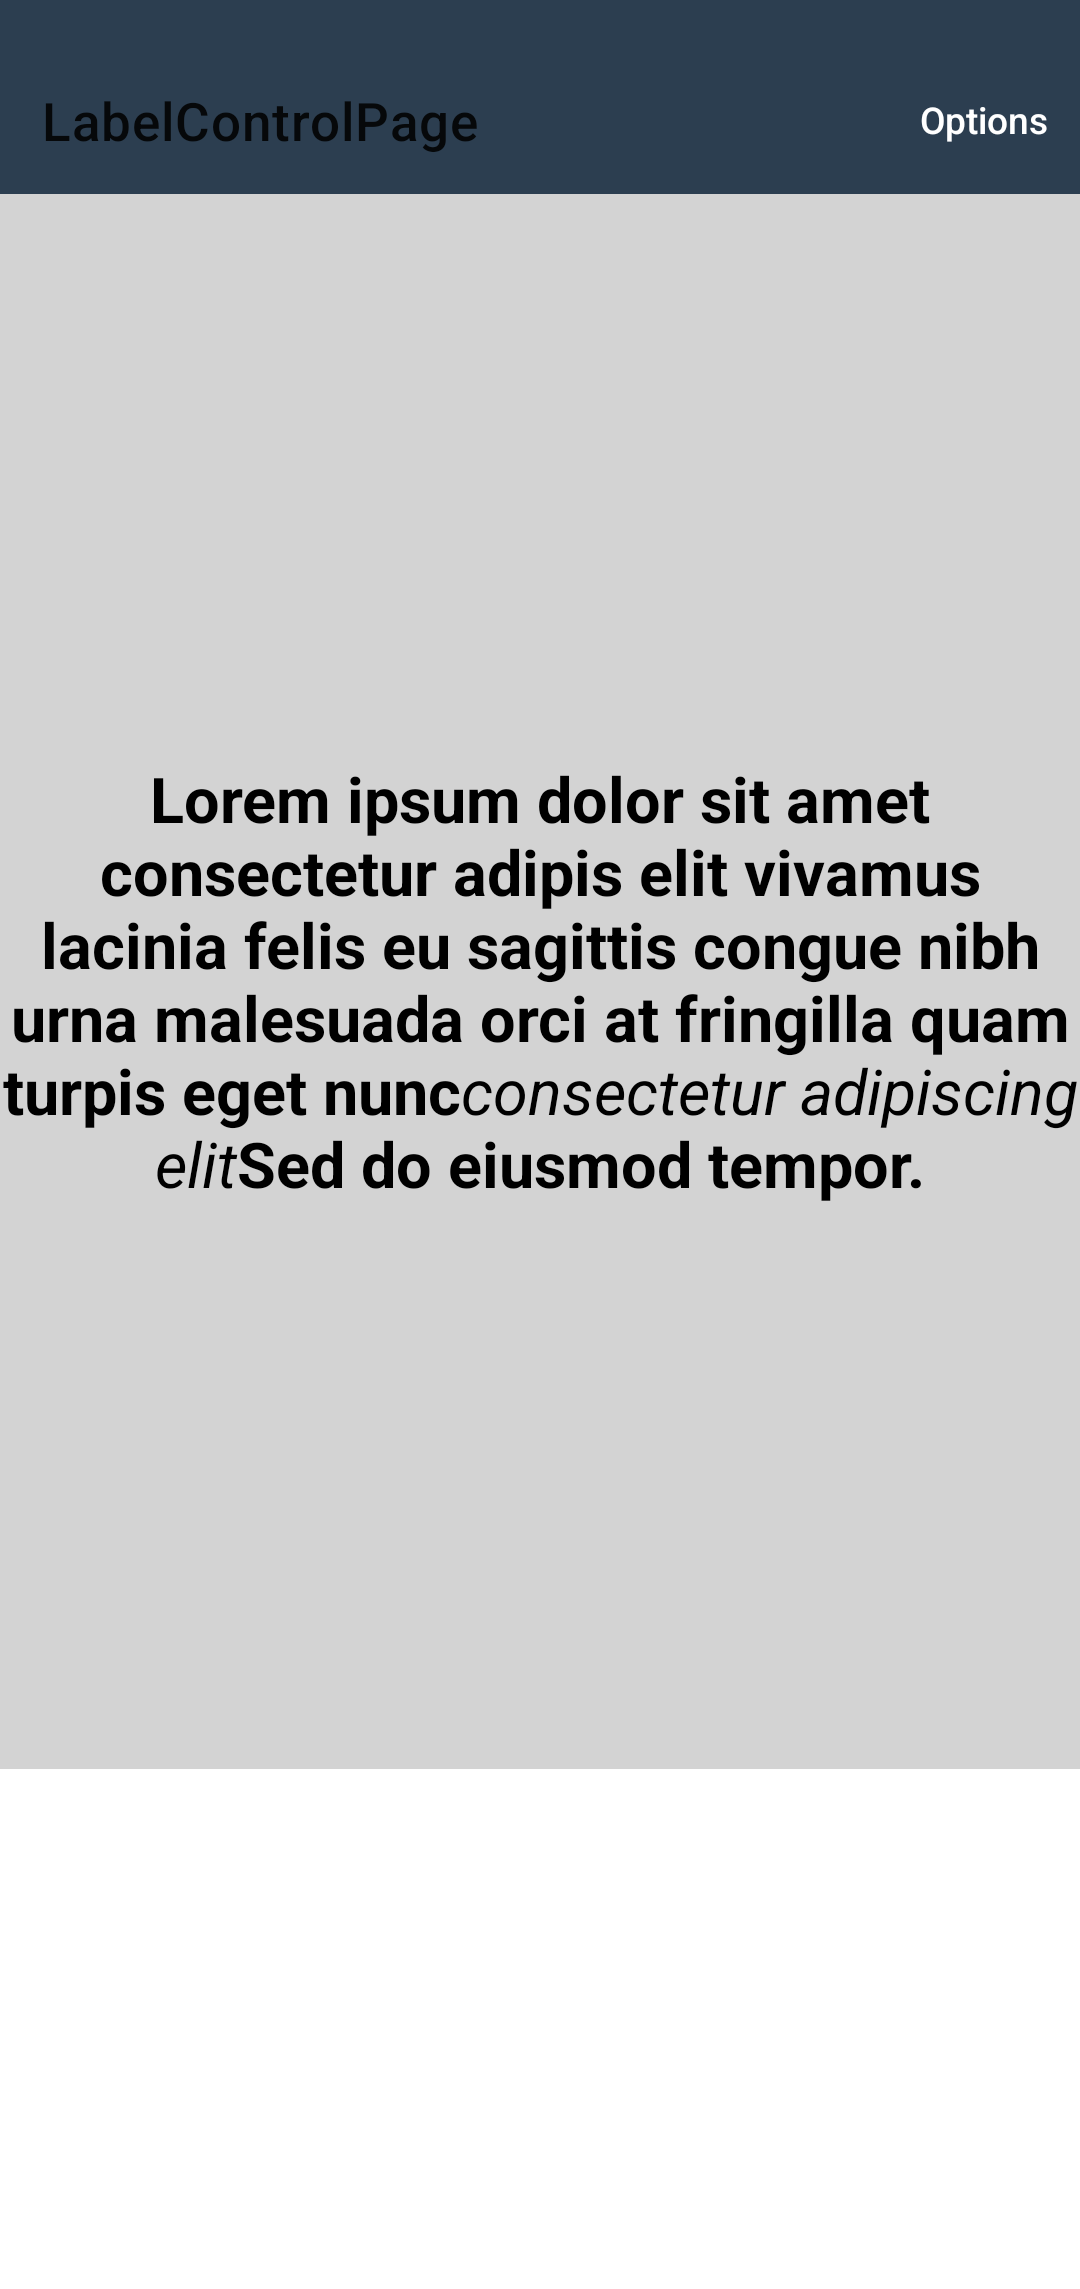 LabelControlPage
Options
Lorem ipsum dolor sit amet
consectetur adipis elit vivamus
lacinia felis eu sagittis congue nibh
urna malesuada orci at fringilla quam
turpis eget nuncconsectetur adipiscing
elitSed do eiusmod tempor.